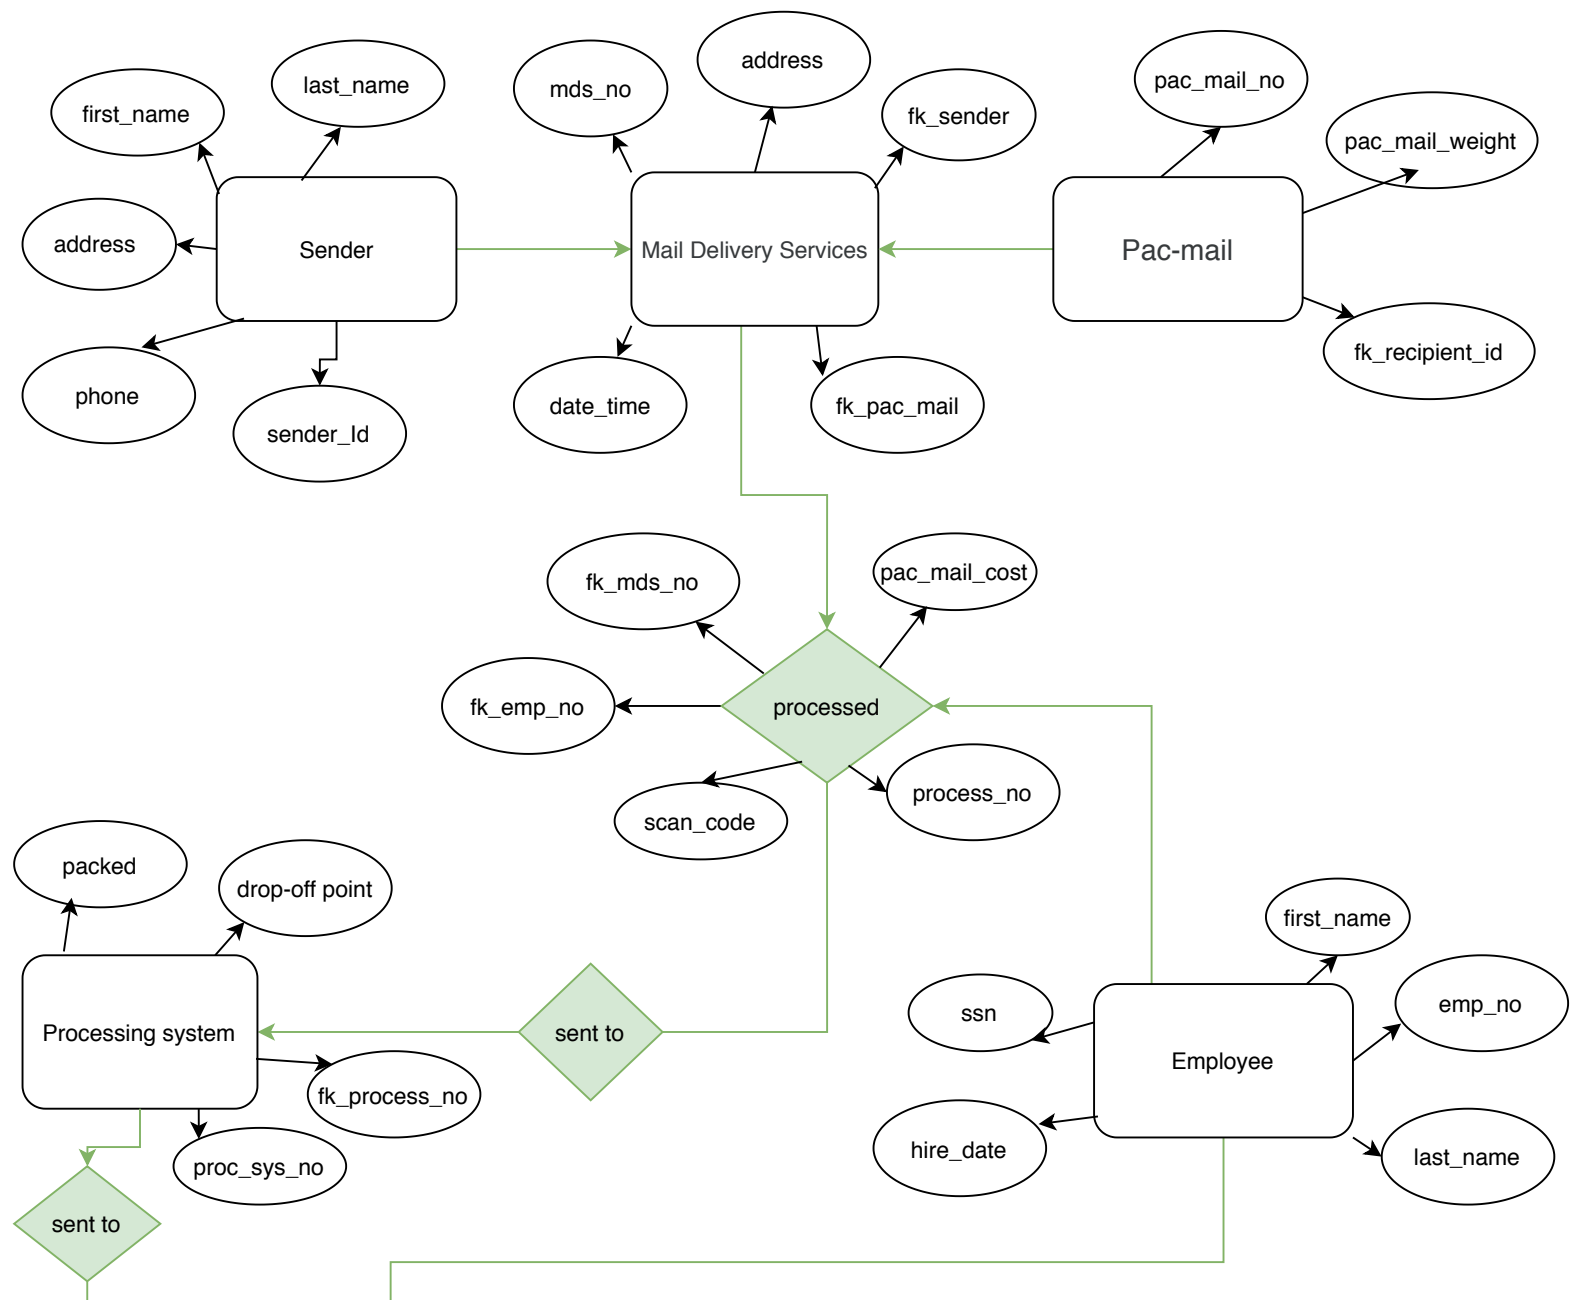 address
last_name
mds_no
pac_mail_no
first_name
fk_sender
pac_mail_weight
address
Sender
Mail Delivery Services
Pac-mail
fk_recipient_id
phone
date_time
fk_pac_mail
sender_Id
fk_mds_no
pac_mail_cost
fk_emp_no
processed
process_no
scan_code
packed
drop-off point
first_name
ssn
emp_no
Processing system
sent to
Employee
fk_process_no
hire_date
last_name
proc_sys_no
sent to